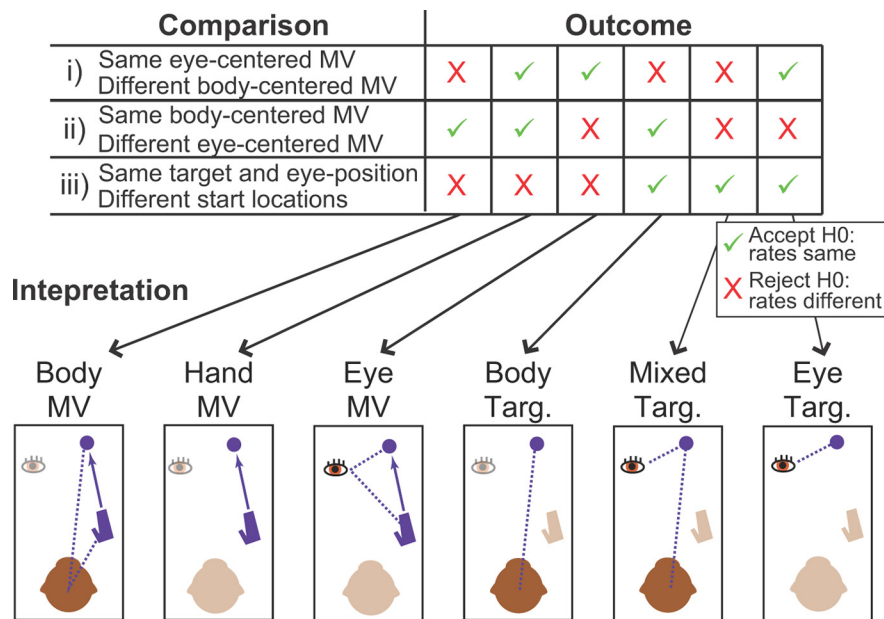 Comparison Outcome
i) Same eye-centered MV
Different body-centered MV
X ✓ ✓ X X ✓
ii) Same body-centered MV
Different eye-centered MV
✓ ✓ X ✓ X X
iii) Same target and eye-position
Different start locations
X X X ✓ ✓ ✓
✓ Accept H0:
rates same
X Reject H0:
rates different
Intepretation
Body
MV
Hand
MV
Eye
MV
Body
Targ.
Mixed
Targ.
Eye
Targ.